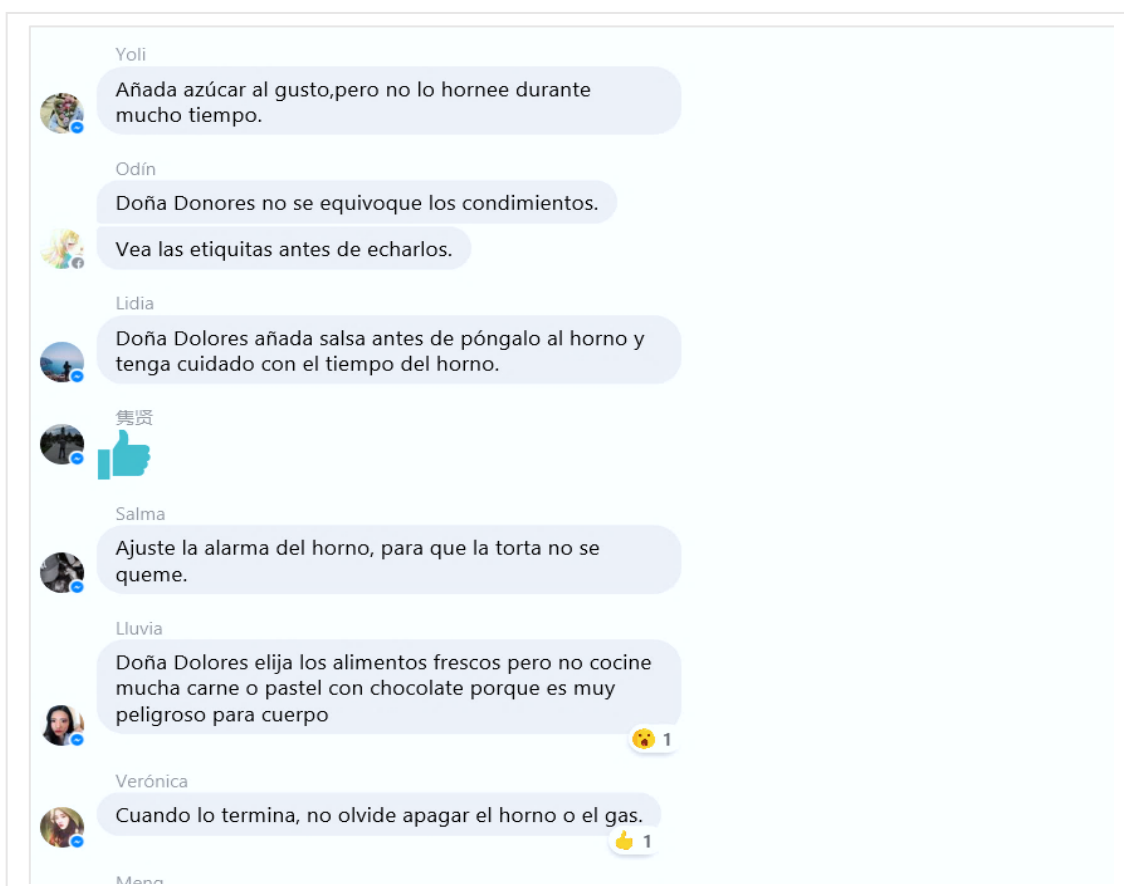 Yoli
Añada azúcar al gusto,pero no lo hornee durante
mucho tiempo.
Odín
Doña Donores no se equivoque los condimientos.
Vea las etiquitas antes de echarlos.
Lidia
Doña Dolores añada salsa antes de póngalo al horno y
tenga cuidado con el tiempo del horno.
隽贤
Salma
Ajuste la alarma del horno, para que la torta no se
queme.
Lluvia
Doña Dolores elija los alimentos frescos pero no cocine
mucha carne o pastel con chocolate porque es muy
peligroso para cuerpo
1
Verónica
Cuando lo termina, no olvide apagar el horno o el gas.
1
Meng